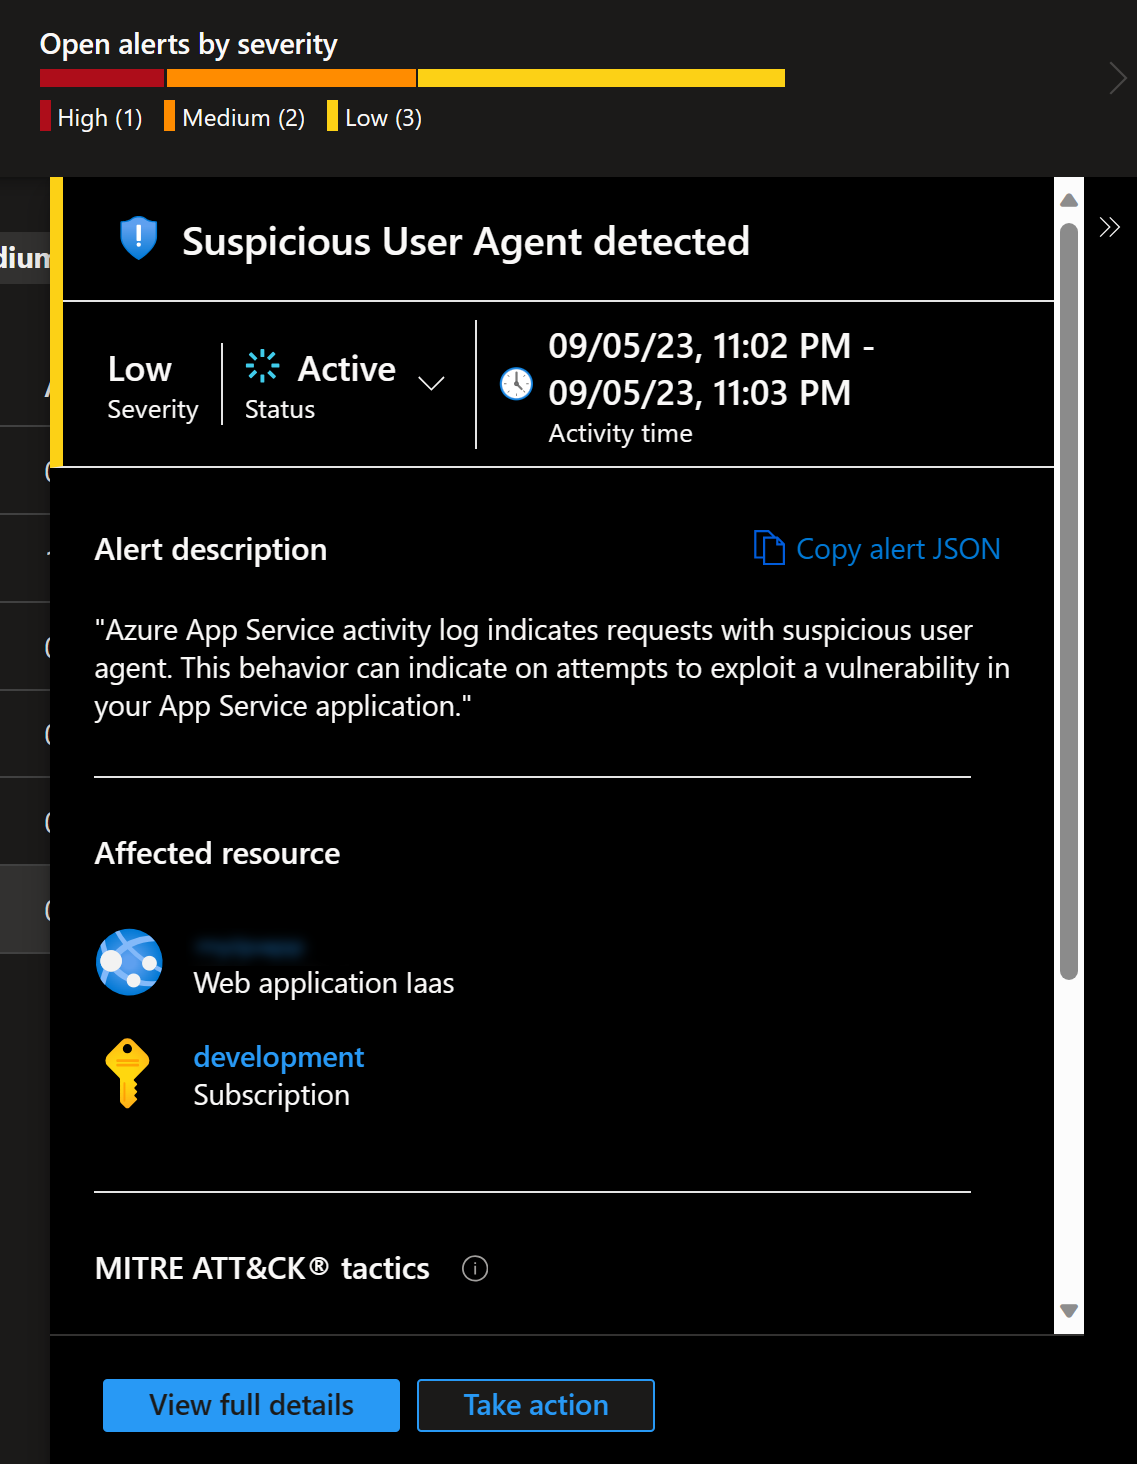 Open alerts by severity
High (1) Medium (2) Low (3)
Suspicious User Agent detected
Low
Severity
Active
Status
09/05/23, 11:02 PM -
09/05/23, 11:03 PM
Activity time
Alert description
Copy alert JSON
"Azure App Service activity log indicates requests with suspicious user
agent. This behavior can indicate on attempts to exploit a vulnerability in
your App Service application."
Affected resource
Web application Iaas
development
Subscription
MITRE ATT&CK® tactics
View full details
Take action